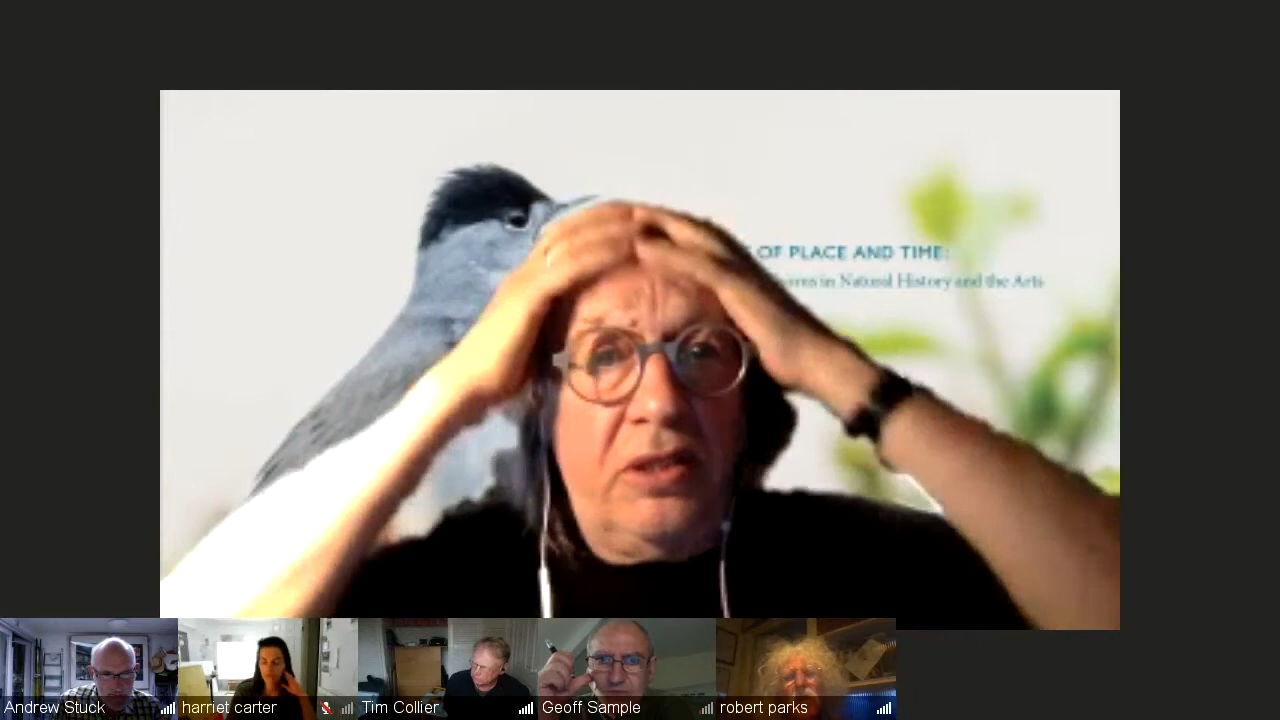 OF PLACE AND TIME:
in Natural History and the Arts
Andrew Stuck
harriet carter
Tim Collier
Geoff Sample
robert parks